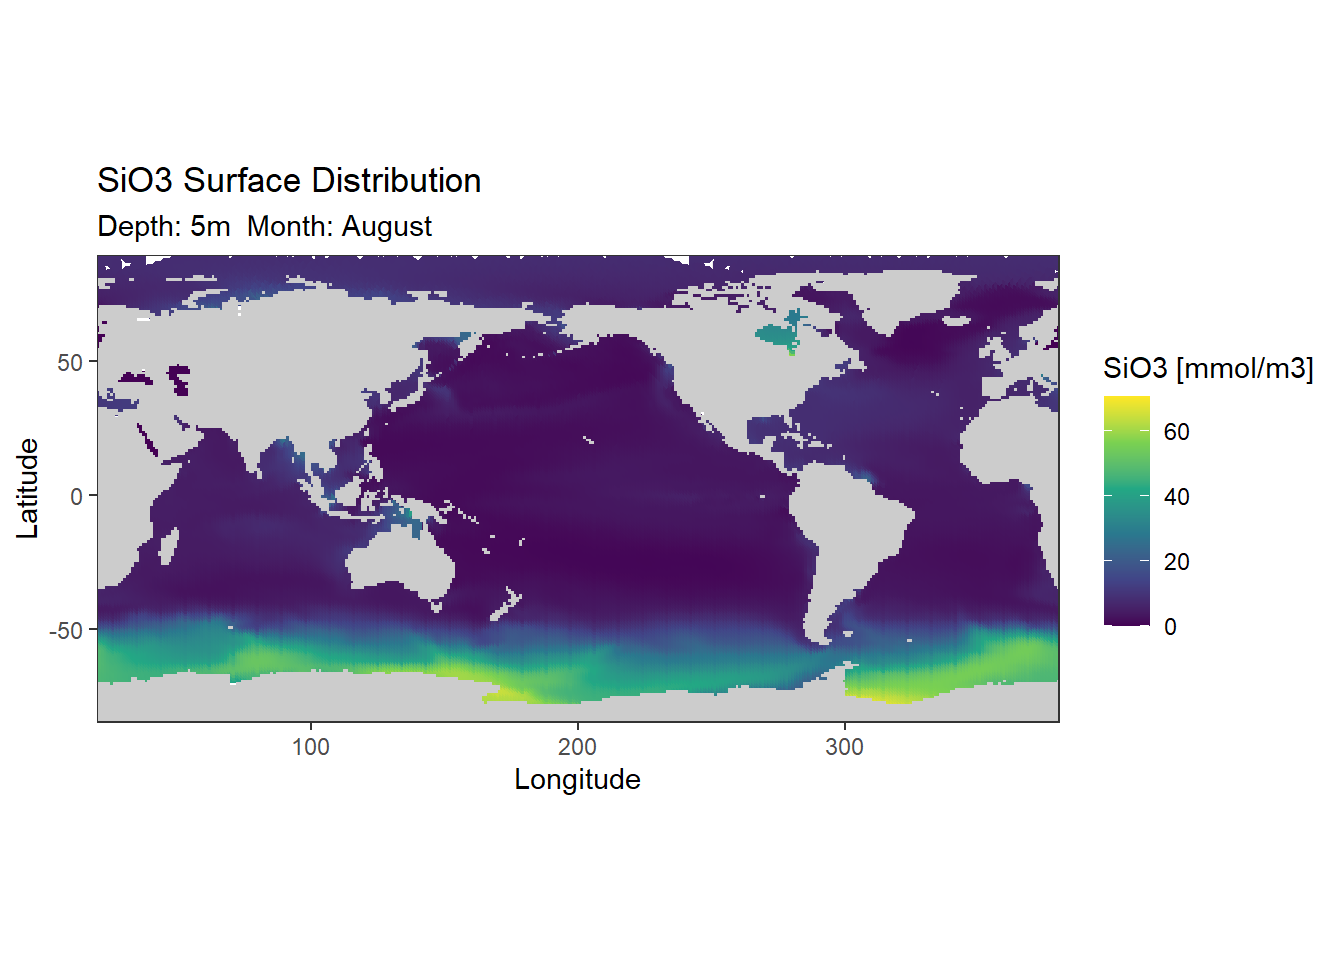 SiO3 Surface Distribution
Depth: 5m  Month: August
SiO3 [mmol/m3]
60
40
20
0
50
0
-50
Latitude
100
200
300
Longitude